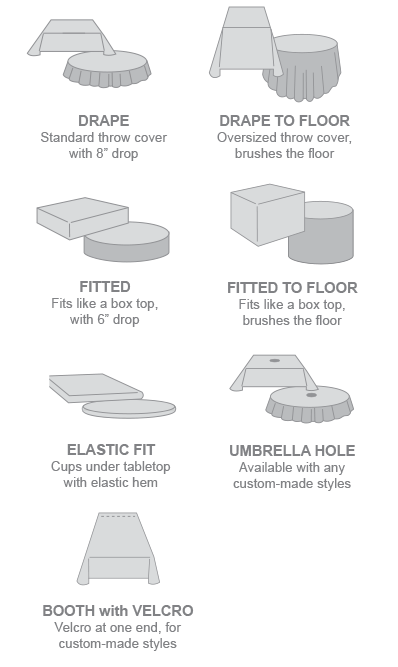 DRAPE
Standard throw cover
with 8” drop
DRAPE TO FLOOR
Oversized throw cover,
brushes the floor
FITTED
Fits like a box top,
with 6” drop
FITTED TO FLOOR
Fits like a box top,
brushes the floor
ELASTIC FIT
Cups under tabletop
with elastic hem
UMBRELLA HOLE
Available with any
custom-made styles
BOOTH with VELCRO
Velcro at one end, for
custom-made styles